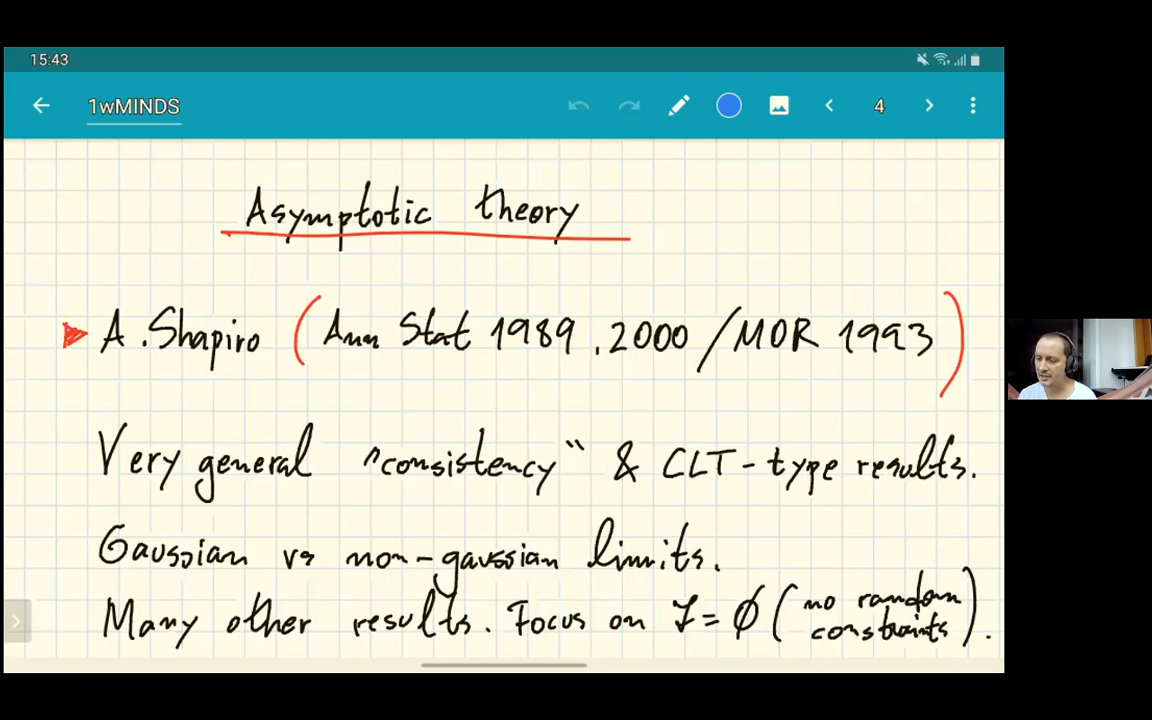 15:43
1wMINDS
4
Asymptotic theory
A. Shapiro (Ann Stat 1989, 2000 / MOR 1993)
Very general "consistency" & CLT-type results.
Gaussian vs non-gaussian limits.
Many other results. Focus on I = ∅ (no random constraints).